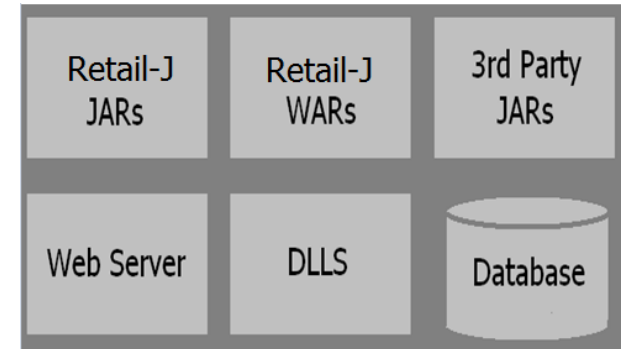 Retail-J
JARs
Retail-J
WARs
3rd Party
JARs
Web Server
DLLS
Database